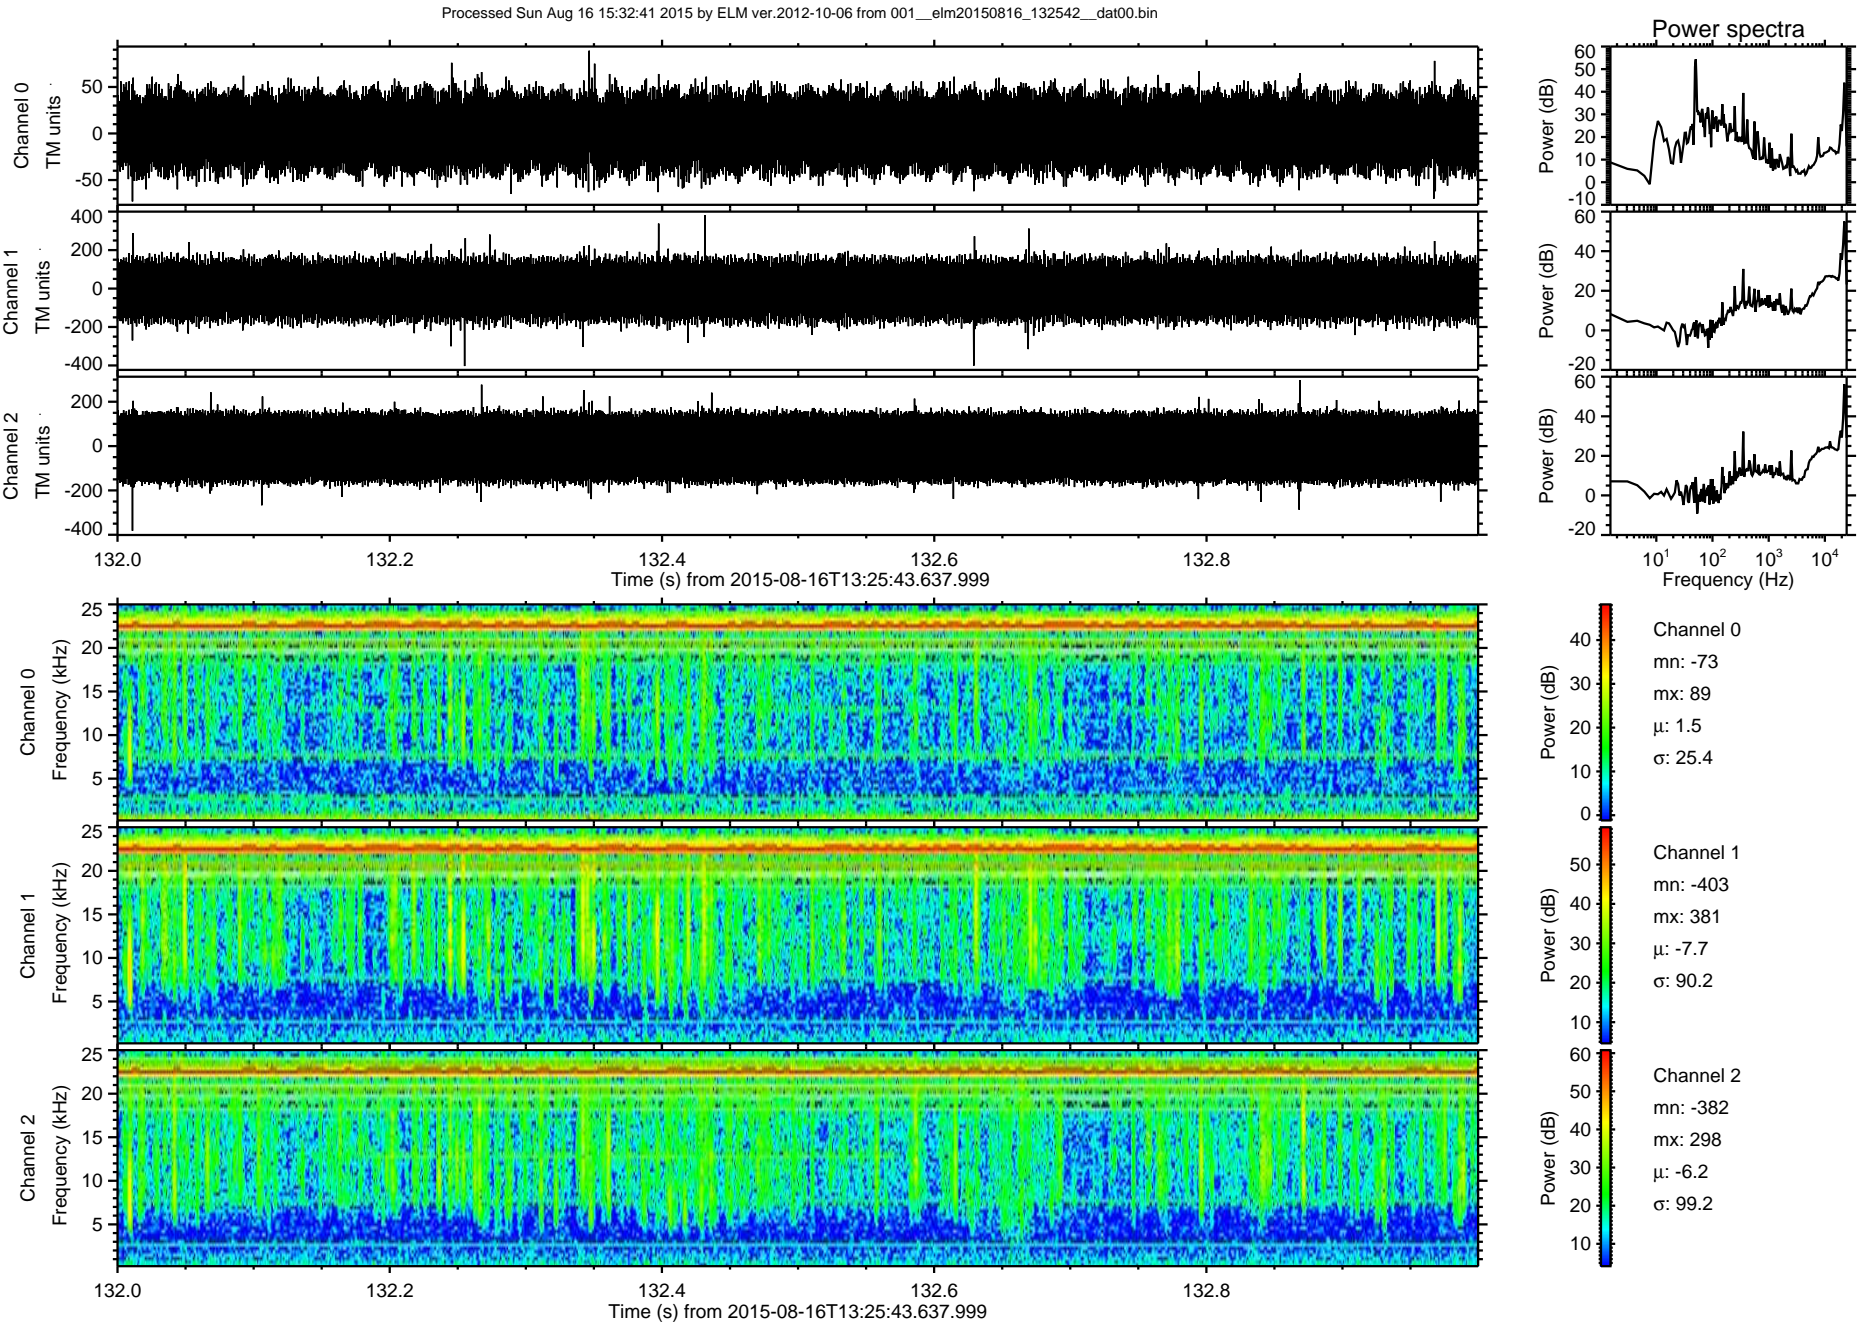 Processed Sun Aug 16 15:32:41 2015 by ELM ver.2012-10-06 from 001__elm20150816_132542__dat00.bin
Power spectra
Channel 0
TM units
50
0
-50
Power (dB)
60
50
40
30
20
10
0
-10
Channel 1
TM units
400
200
0
-200
-400
Power (dB)
60
40
20
0
-20
Channel 2
TM units
200
0
-200
-400
Power (dB)
60
40
20
0
-20
132.0 132.2 132.4 132.6 132.8
Time (s) from 2015-08-16T13:25:43.637.999
10^1 10^2 10^3 10^4
Frequency (Hz)
Channel 0
Frequency (kHz)
25
20
15
10
5
Power (dB)
40
30
20
10
0
Channel 0
mn: -73
mx: 89
μ: 1.5
σ: 25.4
Channel 1
Frequency (kHz)
25
20
15
10
5
Power (dB)
50
40
30
20
10
Channel 1
mn: -403
mx: 381
μ: -7.7
σ: 90.2
Channel 2
Frequency (kHz)
25
20
15
10
5
Power (dB)
60
50
40
30
20
10
Channel 2
mn: -382
mx: 298
μ: -6.2
σ: 99.2
132.0 132.2 132.4 132.6 132.8
Time (s) from 2015-08-16T13:25:43.637.999